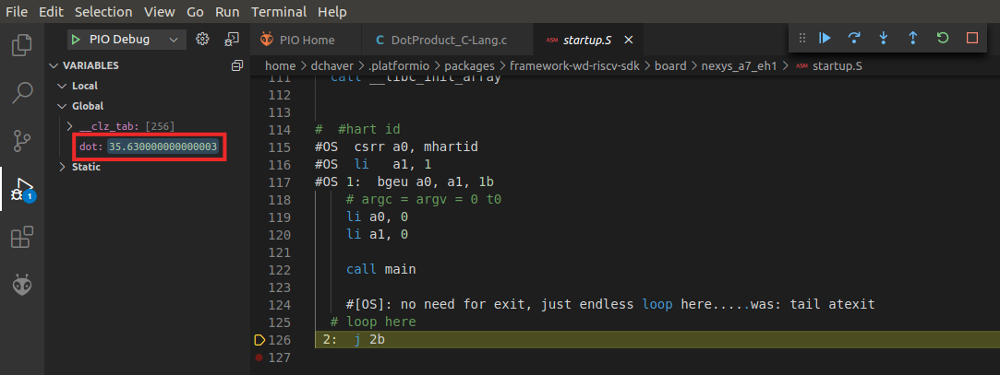 File Edit Selection View Go Run Terminal Help
PIO Debug
PIO Home
C DotProduct_C-Lang.c
ASM startup.S
VARIABLES
home > dchaver > .platformio > packages > framework-wd-riscv-sdk > board > nexys_a7_eh1 > ASM startup.S
Local
Global
__clz_tab: [256]
dot: 35.630000000000003
Static
1
111 call __libc_init_array
112
113
114 # #hart id
115 #OS csrr a0, mhartid
116 #OS li a1, 1
117 #OS 1: bgeu a0, a1, 1b
118 # argc = argv = 0 t0
119 li a0, 0
120 li a1, 0
121
122 call main
123
124 #[OS]: no need for exit, just endless loop here.....was: tail atexit
125 # loop here
126 2: j 2b
127